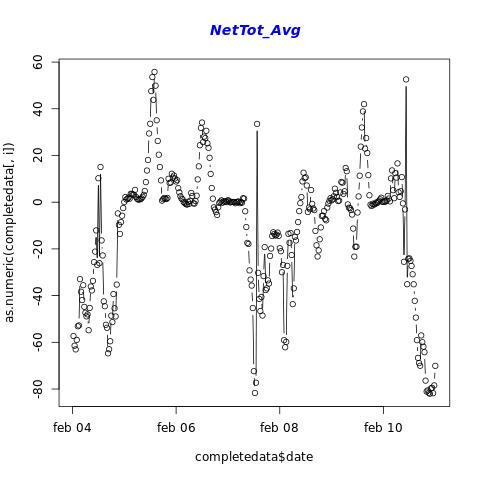 NetTot_Avg
as.numeric(completedata[, i])
60
40
20
0
-20
-40
-60
-80
feb 04
feb 06
feb 08
feb 10
completedata$date